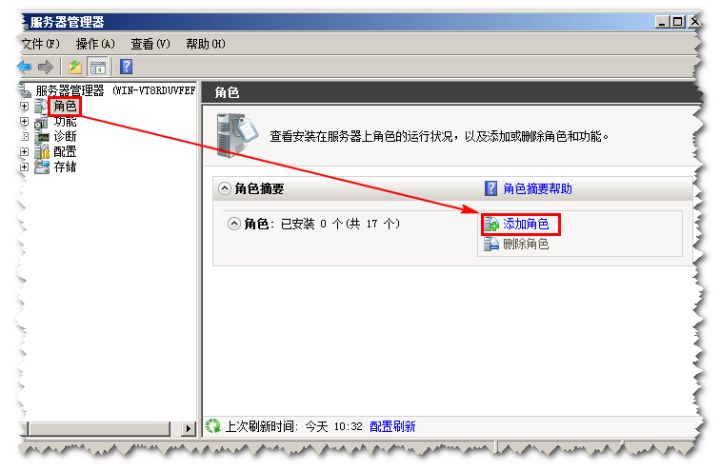 服务器管理器
文件(F) 操作(A) 查看(V) 帮助(H)
服务器管理器 (WIN-VT8RDUVFEF
角色
功能
诊断
配置
存储
角色
查看安装在服务器上角色的运行状况，以及添加或删除角色和功能。
角色摘要
角色摘要帮助
角色: 已安装 0 个(共 17 个)
添加角色
删除角色
上次刷新时间: 今天 10:32 配置刷新